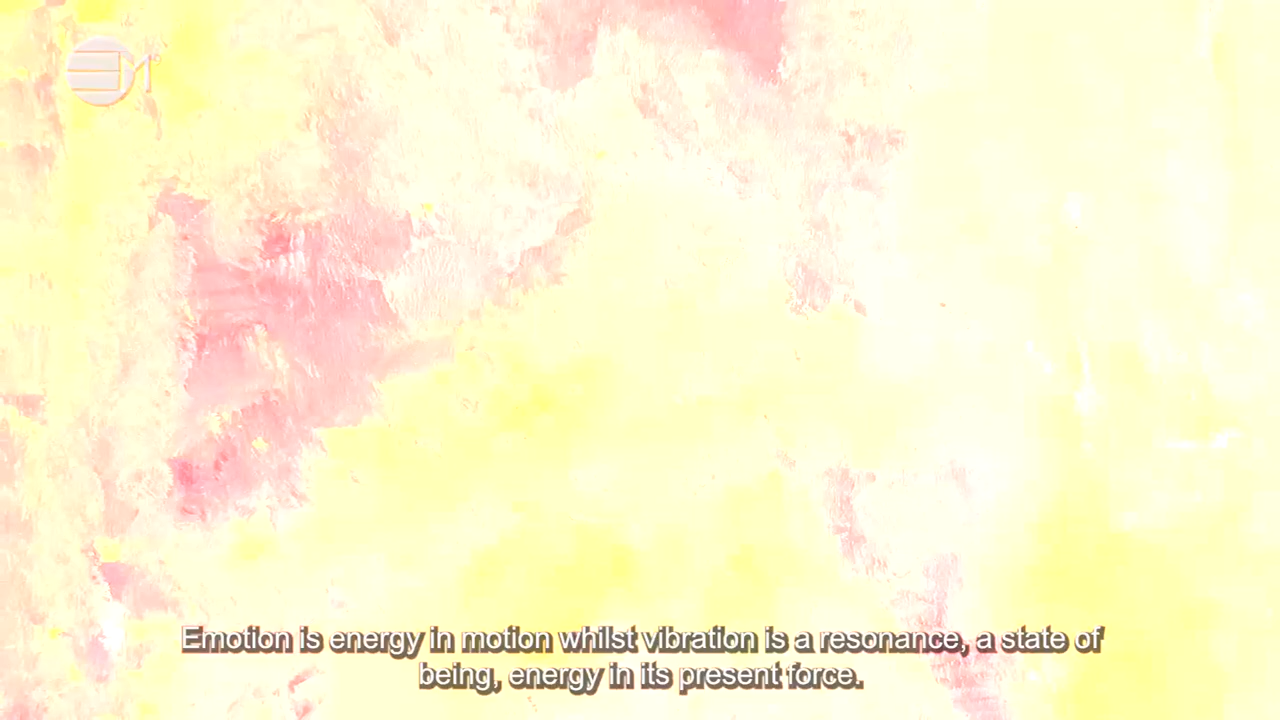 M°
Emotion is energy in motion whilst vibration is a resonance, a state of
being, energy in its present force.